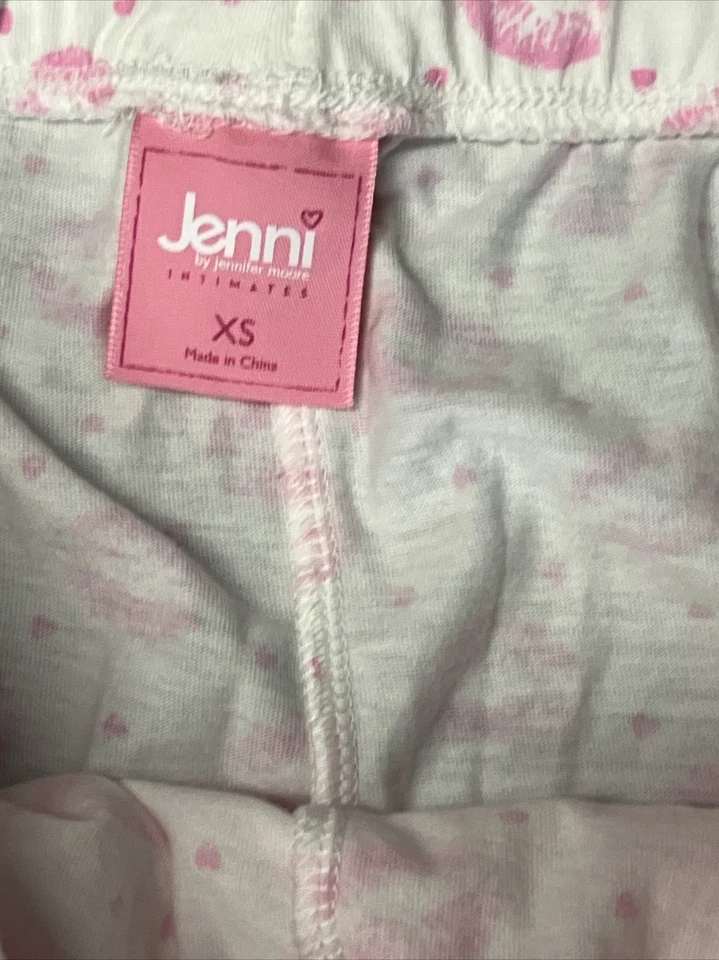 Jenni
by jennifer moore
INTIMATES
XS
Made in China